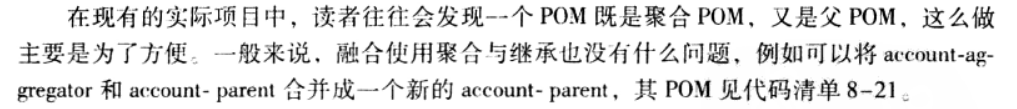 在现有的实际项目中，读者往往会发现一个 POM 既是聚合 POM，又是父 POM，这么做
主要是为了方便。一般来说，融合使用聚合与继承也没有什么问题，例如可以将 account-ag-
gregator 和 account- parent 合并成一个新的 account- parent，其 POM 见代码清单 8-21。